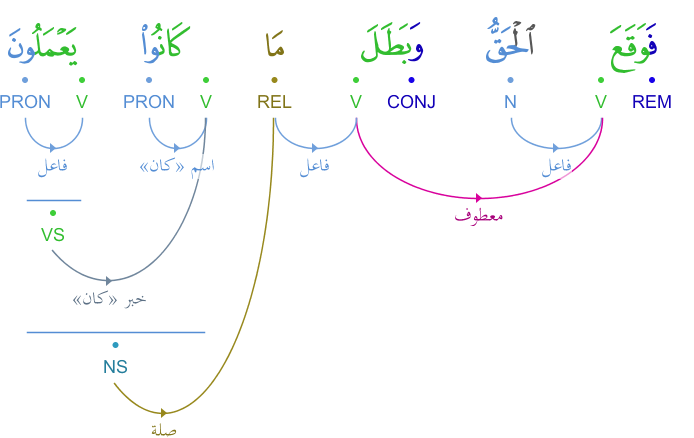 فَوَقَعَ ٱلْحَقُّ وَبَطَلَ مَا كَانُوا۟ يَعْمَلُونَ
REM V N CONJ V REL V PRON V PRON
فاعل فاعل اسم «كان» فاعل
معطوف
VS
خبر «كان»
NS
صلة